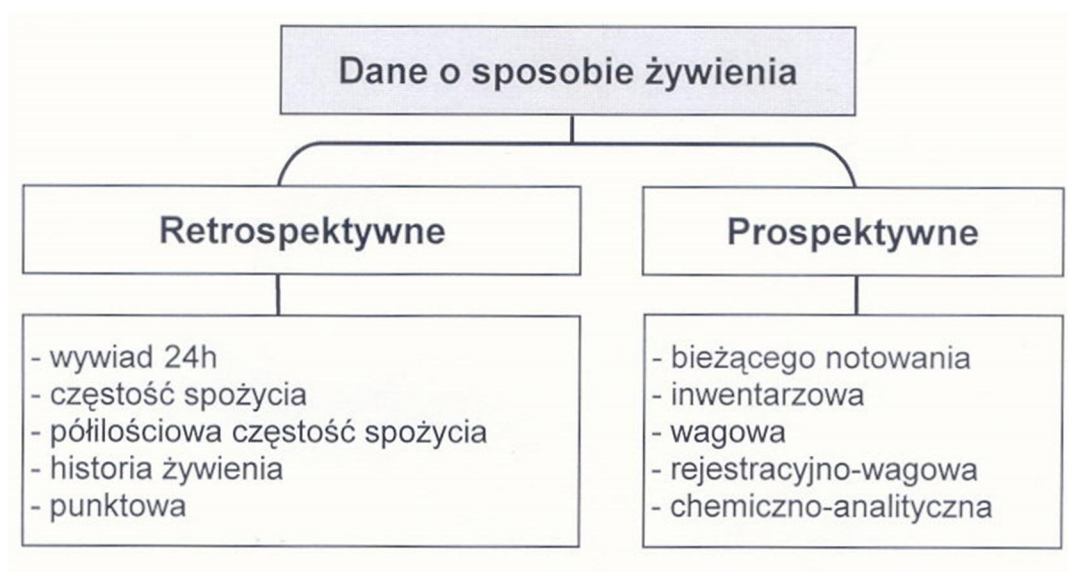 Dane o sposobie żywienia
Retrospektywne
Prospektywne
- wywiad 24h
- częstość spożycia
- półilościowa częstość spożycia
- historia żywienia
- punktowa
- bieżącego notowania
- inwentarzowa
- wagowa
- rejestracyjno-wagowa
- chemiczno-analityczna